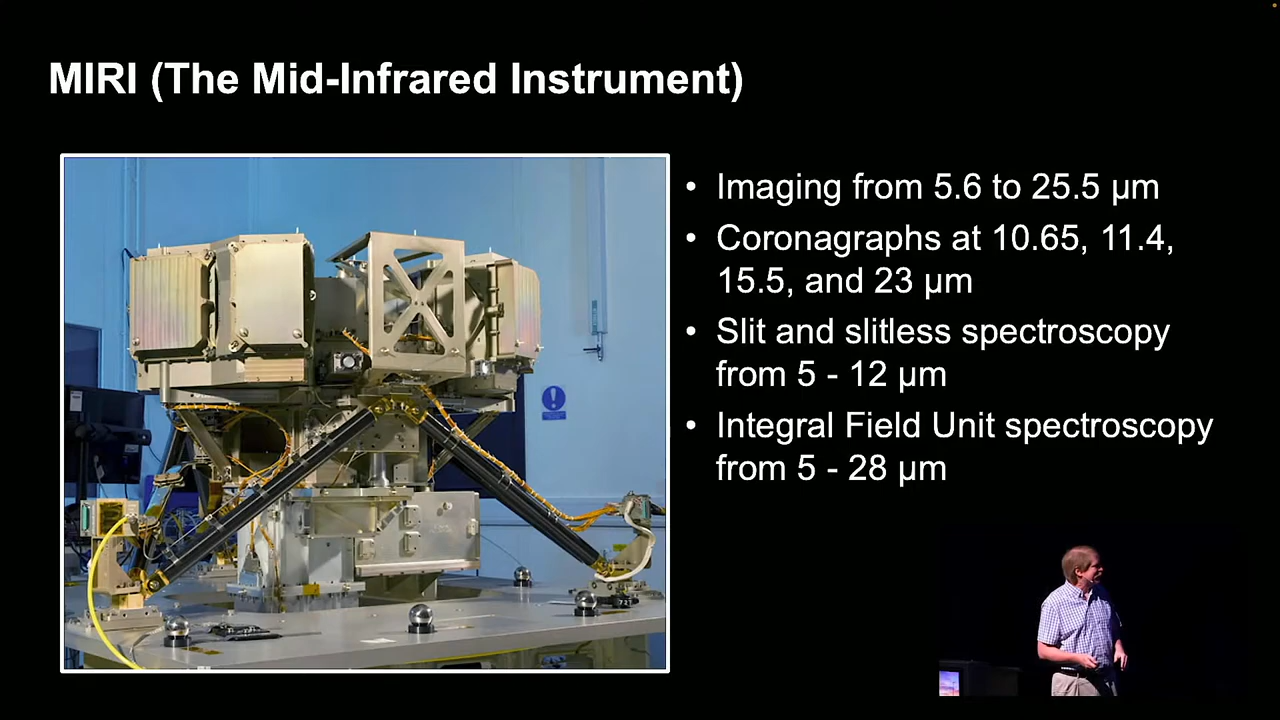 MIRI (The Mid-Infrared Instrument)
• Imaging from 5.6 to 25.5 µm
• Coronagraphs at 10.65, 11.4,
15.5, and 23 µm
• Slit and slitless spectroscopy
from 5 - 12 µm
• Integral Field Unit spectroscopy
from 5 - 28 µm